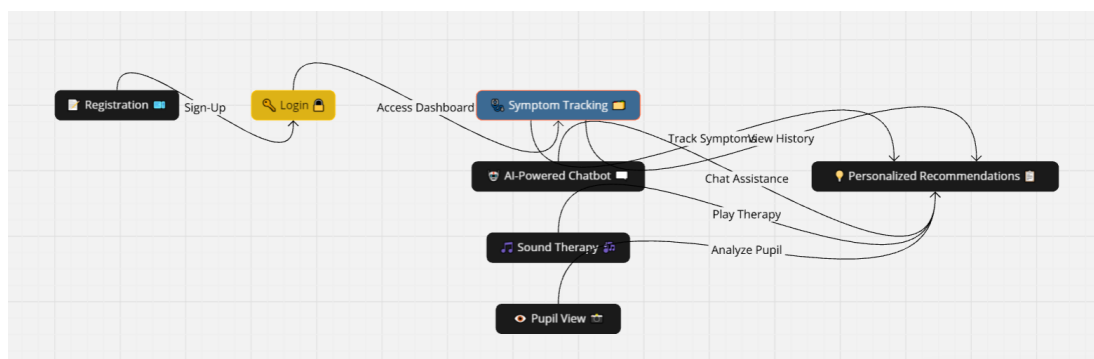 Registration
Sign-Up
Login
Access Dashboard
Symptom Tracking
Track Symptoms
View History
AI-Powered Chatbot
Chat Assistance
Personalized Recommendations
Play Therapy
Sound Therapy
Analyze Pupil
Pupil View